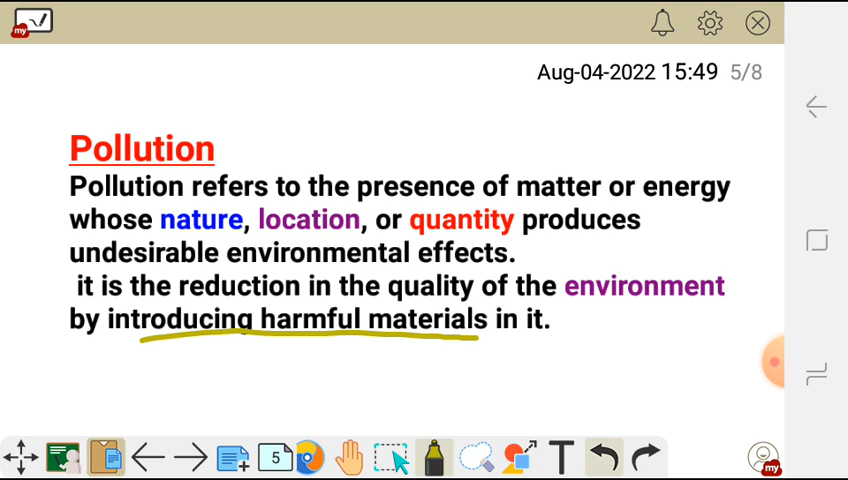 my
Aug-04-2022 15:49 5/8
Pollution
Pollution refers to the presence of matter or energy
whose nature, location, or quantity produces
undesirable environmental effects.
it is the reduction in the quality of the environment
by introducing harmful materials in it.
5
T
my